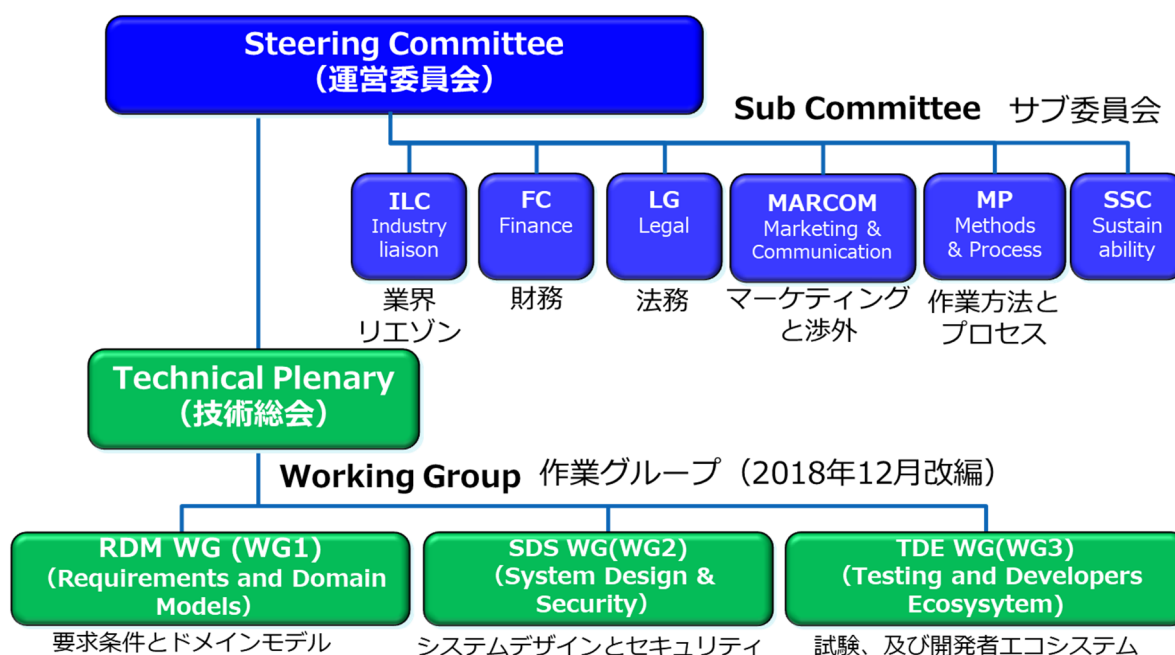 Steering Committee
（運営委員会）
Sub Committee サブ委員会
ILC
Industry
liaison
FC
Finance
LG
Legal
MARCOM
Marketing &
Communication
MP
Methods
& Process
SSC
Sustain
ability
業界
リエゾン
財務
法務
マーケティング
と渉外
作業方法と
プロセス
Technical Plenary
（技術総会）
Working Group 作業グループ（2018年12月改編）
RDM WG (WG1)
（Requirements and Domain
Models）
SDS WG(WG2)
（System Design &
Security）
TDE WG(WG3)
（Testing and Developers
Ecosysytem)
要求条件とドメインモデル
システムデザインとセキュリティ
試験、及び開発者エコシステム